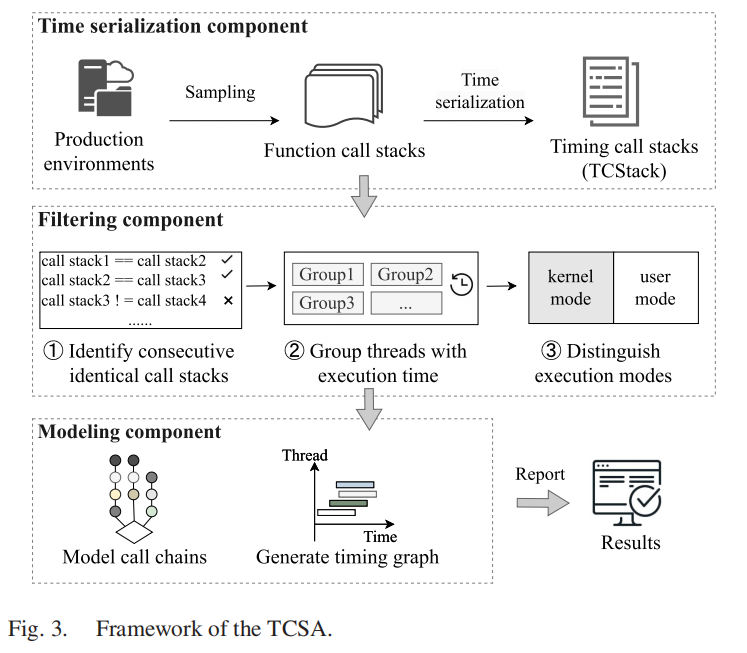 Time serialization component
Sampling
Time
serialization
Production
environments
Function call stacks
Timing call stacks
(TCStack)
Filtering component
call stack1 == call stack2 ✓
call stack2 == call stack3 ✓
call stack3 ! = call stack4 ×
......
Group1 Group2
Group3 ...
kernel
mode
user
mode
① Identify consecutive
identical call stacks
② Group threads with
execution time
③ Distinguish
execution modes
Modeling component
Thread
Time
Model call chains
Generate timing graph
Report
Results
Fig. 3. Framework of the TCSA.